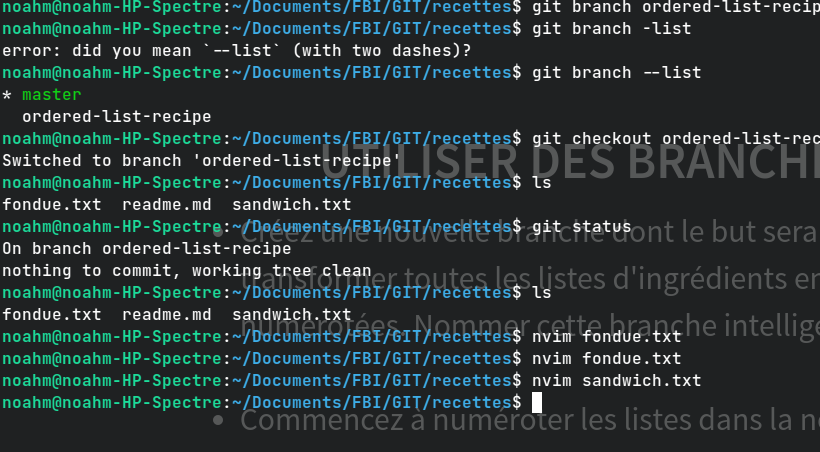 noahm@noahm-HP-Spectre:~/Documents/FBI/GIT/recettes$ git branch ordered-list-recip
noahm@noahm-HP-Spectre:~/Documents/FBI/GIT/recettes$ git branch -list
error: did you mean `--list` (with two dashes)?
noahm@noahm-HP-Spectre:~/Documents/FBI/GIT/recettes$ git branch --list
* master
  ordered-list-recipe
noahm@noahm-HP-Spectre:~/Documents/FBI/GIT/recettes$ git checkout ordered-list-rec
Switched to branch 'ordered-list-recipe'
UTILISER DES BRANCHE
noahm@noahm-HP-Spectre:~/Documents/FBI/GIT/recettes$ ls
fondue.txt  readme.md  sandwich.txt
noahm@noahm-HP-Spectre:~/Documents/FBI/GIT/recettes$ git status
• Créez une nouvelle branche dont le but sera
On branch ordered-list-recipe
nothing to commit, working tree clean
transformer toutes les listes d'ingrédients en
noahm@noahm-HP-Spectre:~/Documents/FBI/GIT/recettes$ ls
fondue.txt  readme.md  sandwich.txt
numérotées. Nommer cette branche intellige
noahm@noahm-HP-Spectre:~/Documents/FBI/GIT/recettes$ nvim fondue.txt
noahm@noahm-HP-Spectre:~/Documents/FBI/GIT/recettes$ nvim fondue.txt
noahm@noahm-HP-Spectre:~/Documents/FBI/GIT/recettes$ nvim sandwich.txt
noahm@noahm-HP-Spectre:~/Documents/FBI/GIT/recettes$
• Commencez à numéroter les listes dans la no